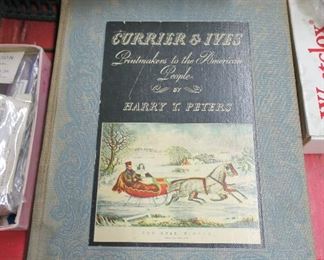 CURRIER & IVES
Printmakers to the American
People
BY
HARRY T. PETERS